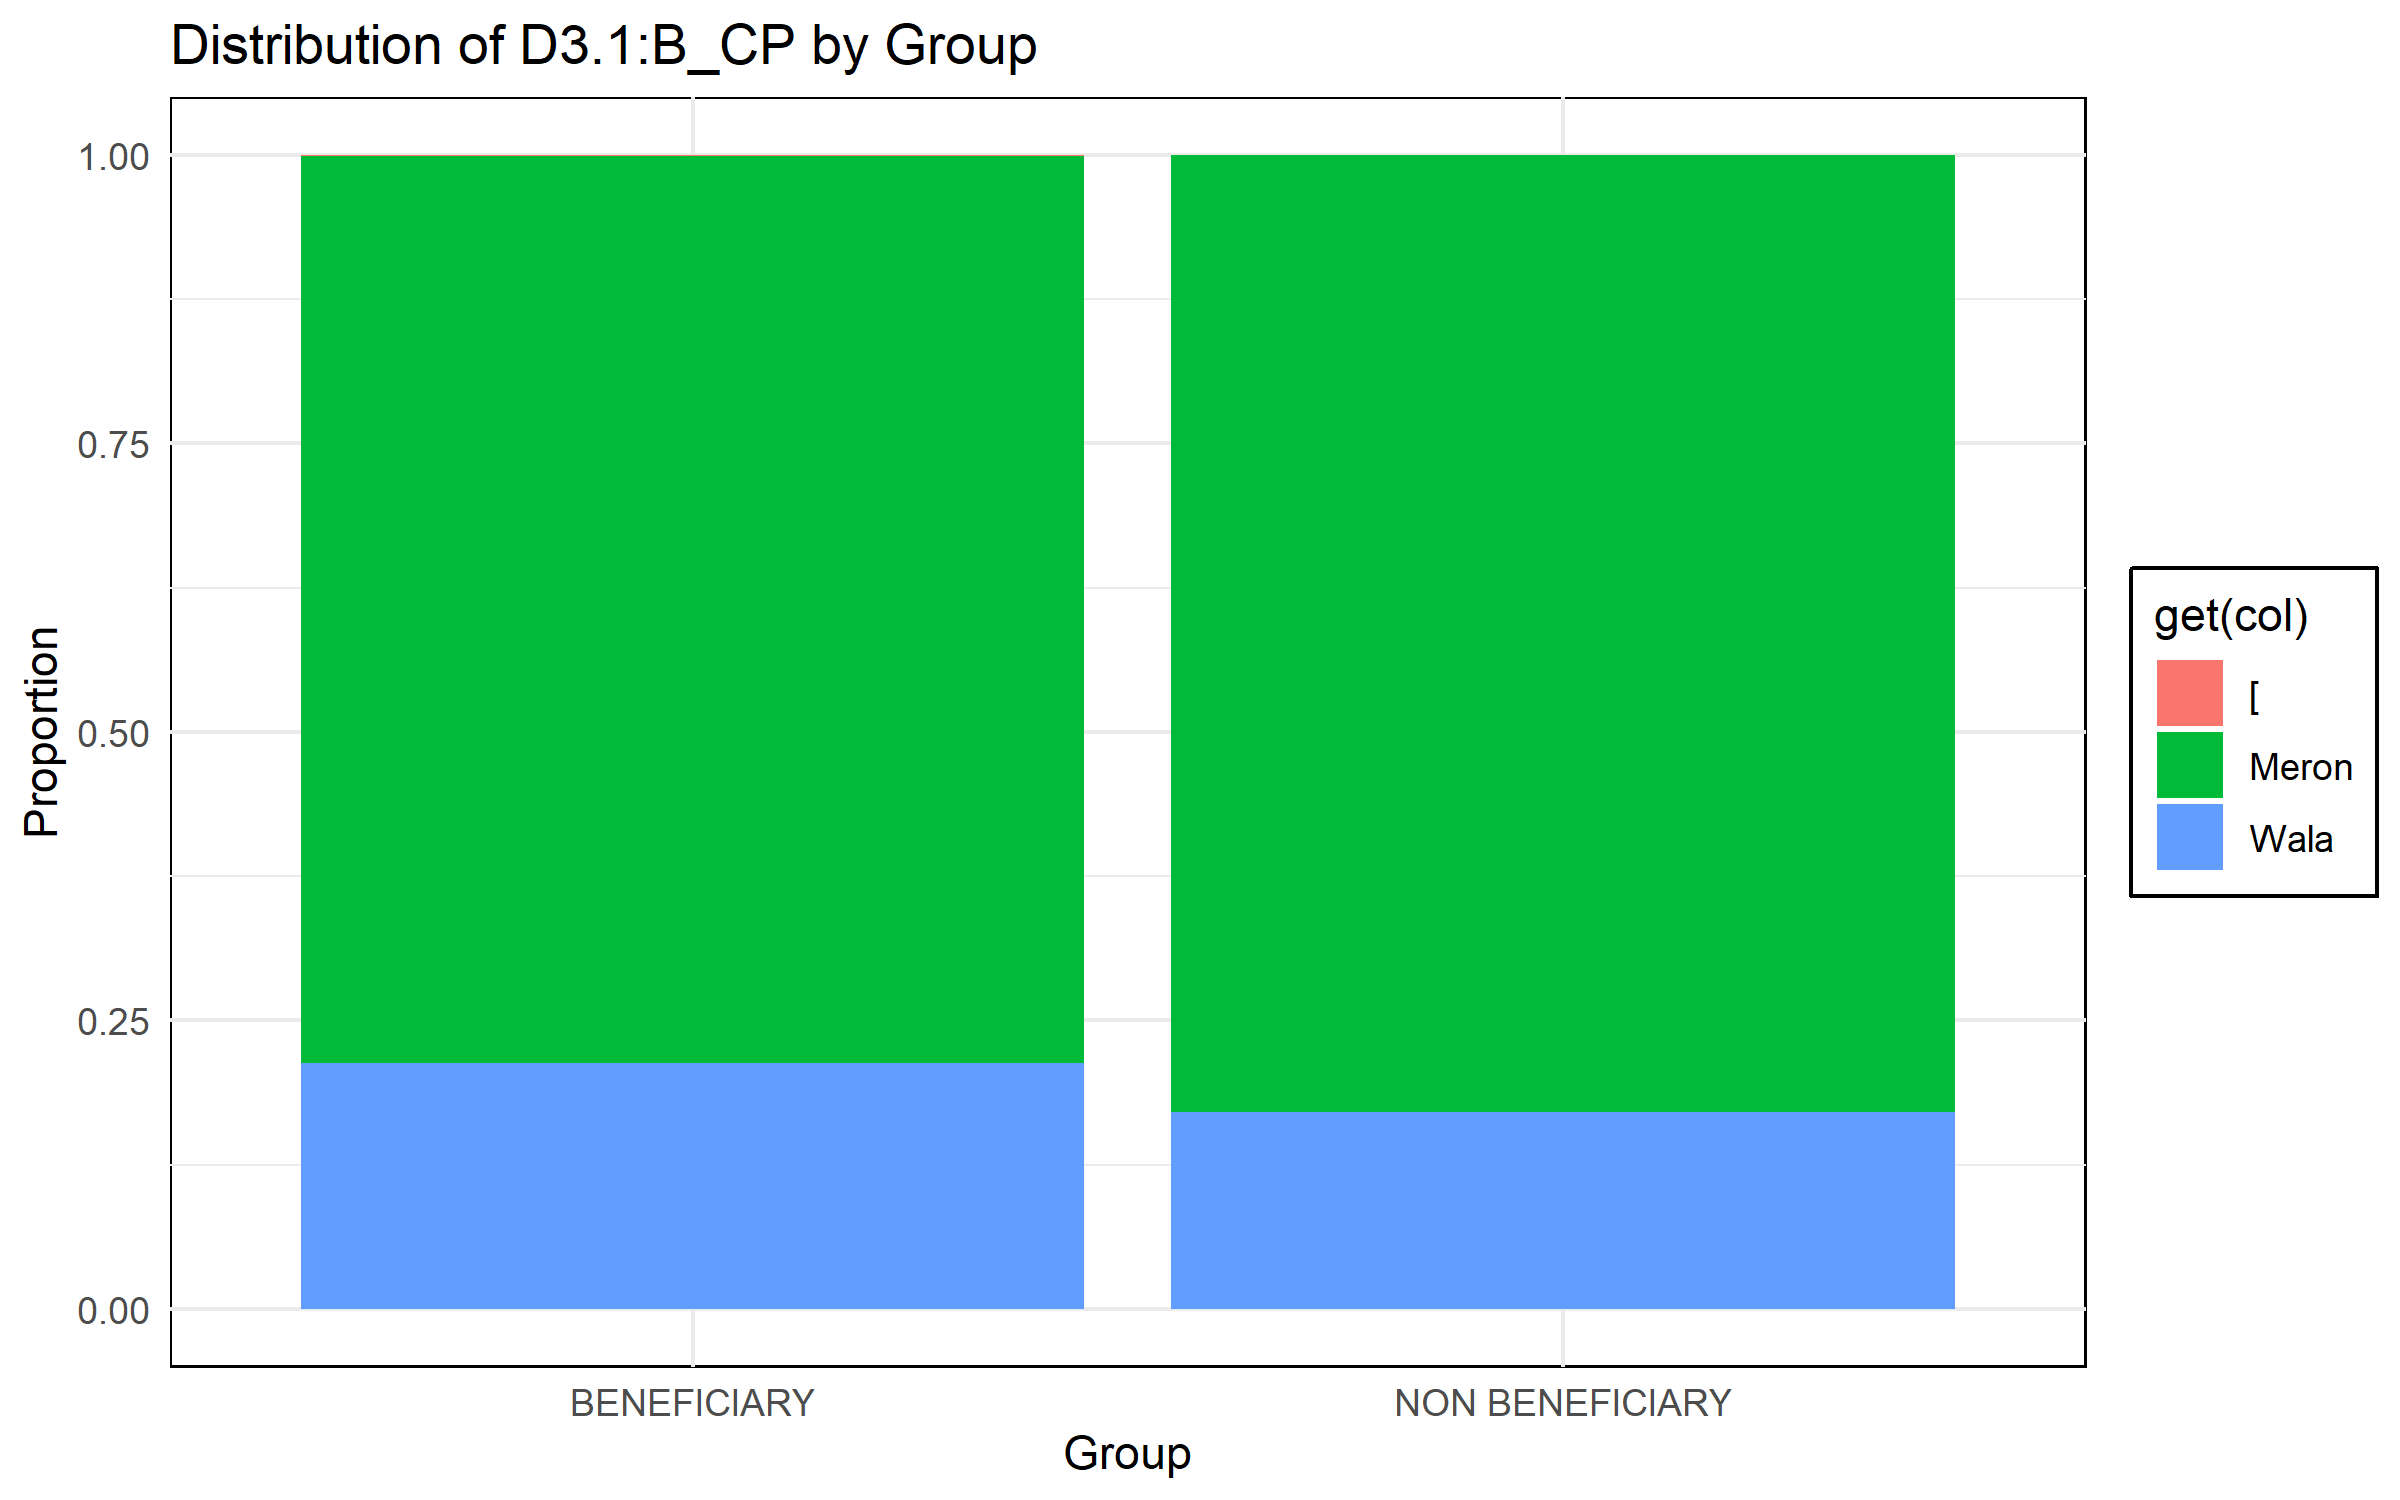 Distribution of D3.1:B_CP by Group
1.00
0.75
0.50
0.25
0.00
Proportion
BENEFICIARY
NON BENEFICIARY
Group
get(col)
[
Meron
Wala